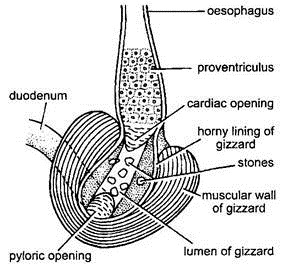 oesophagus
proventriculus
duodenum
cardiac opening
horny lining of
gizzard
stones
muscular wall
of gizzard
pyloric opening
lumen of gizzard